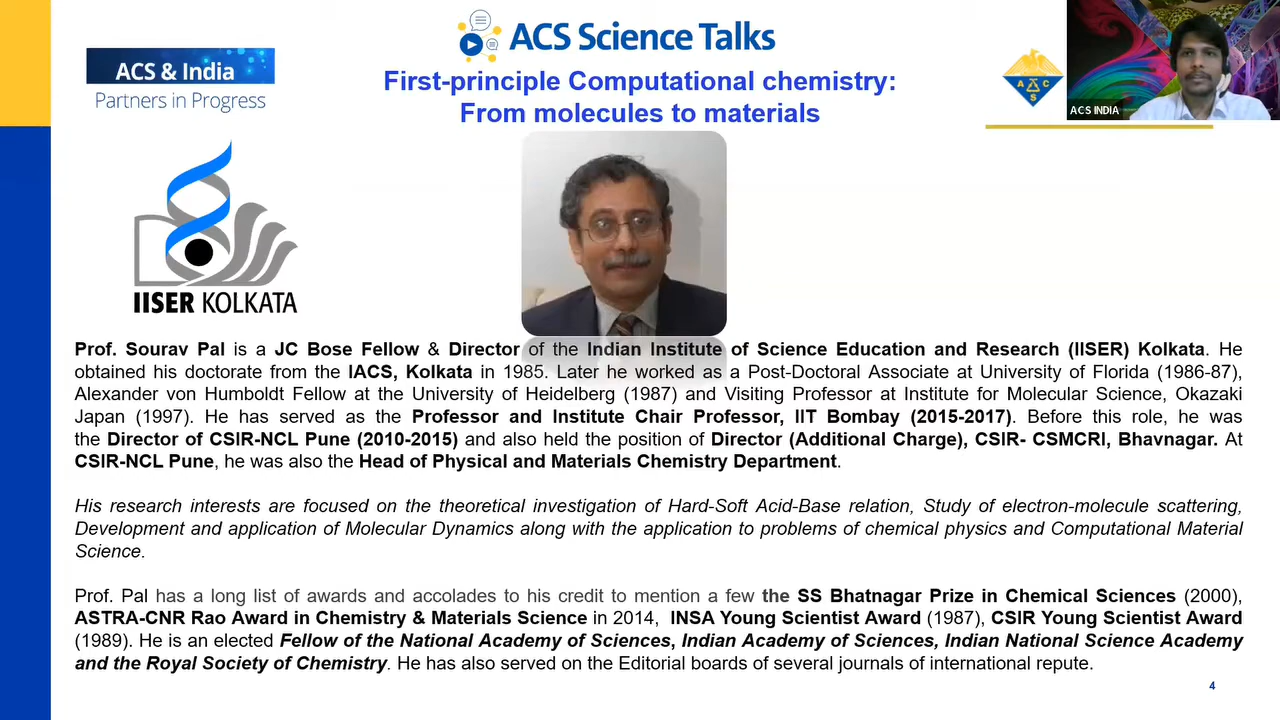 ACS Science Talks
ACS & India
Partners in Progress
First-principle Computational chemistry:
From molecules to materials
A C C
S
ACS INDIA
IISER KOLKATA
Prof. Sourav Pal is a JC Bose Fellow & Director of the Indian Institute of Science Education and Research (IISER) Kolkata. He
obtained his doctorate from the IACS, Kolkata in 1985. Later he worked as a Post-Doctoral Associate at University of Florida (1986-87),
Alexander von Humboldt Fellow at the University of Heidelberg (1987) and Visiting Professor at Institute for Molecular Science, Okazaki
Japan (1997). He has served as the Professor and Institute Chair Professor, IIT Bombay (2015-2017). Before this role, he was
the Director of CSIR-NCL Pune (2010-2015) and also held the position of Director (Additional Charge), CSIR- CSMCRI, Bhavnagar. At
CSIR-NCL Pune, he was also the Head of Physical and Materials Chemistry Department.
His research interests are focused on the theoretical investigation of Hard-Soft Acid-Base relation, Study of electron-molecule scattering,
Development and application of Molecular Dynamics along with the application to problems of chemical physics and Computational Material
Science.
Prof. Pal has a long list of awards and accolades to his credit to mention a few the SS Bhatnagar Prize in Chemical Sciences (2000),
ASTRA-CNR Rao Award in Chemistry & Materials Science in 2014, INSA Young Scientist Award (1987), CSIR Young Scientist Award
(1989). He is an elected Fellow of the National Academy of Sciences, Indian Academy of Sciences, Indian National Science Academy
and the Royal Society of Chemistry. He has also served on the Editorial boards of several journals of international repute.
4